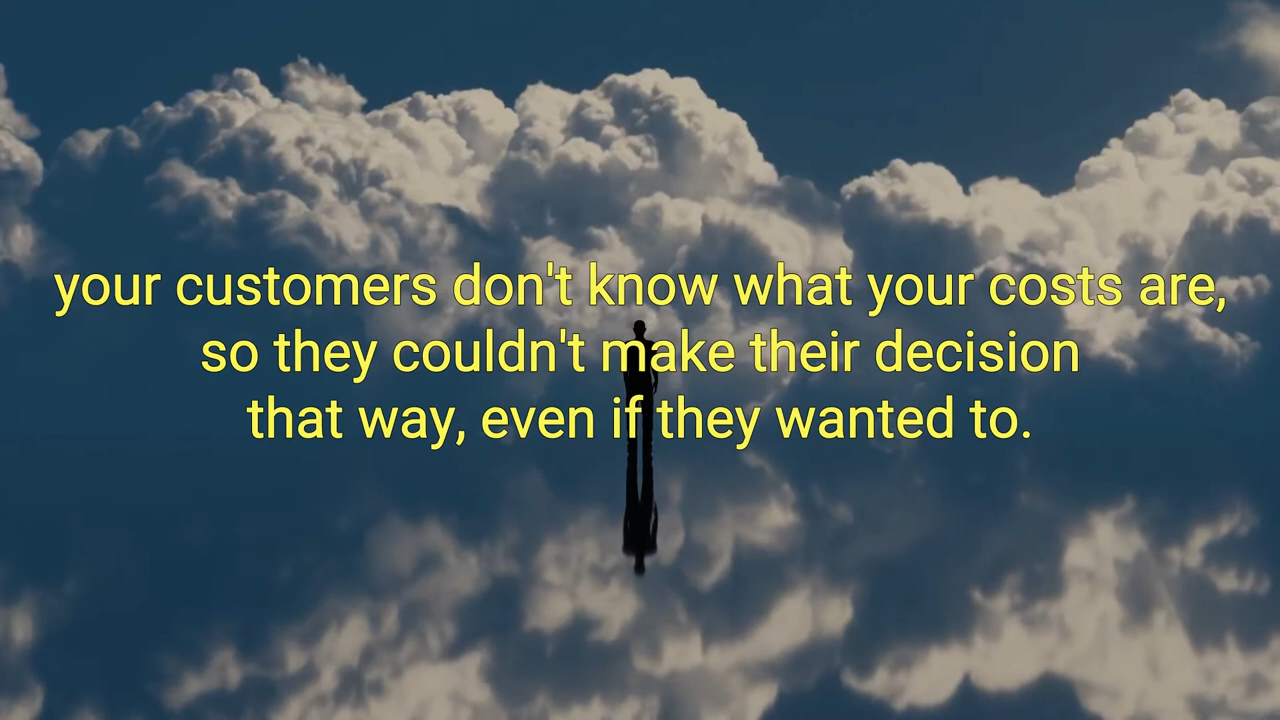 your customers don't know what your costs are,
so they couldn't make their decision
that way, even if they wanted to.